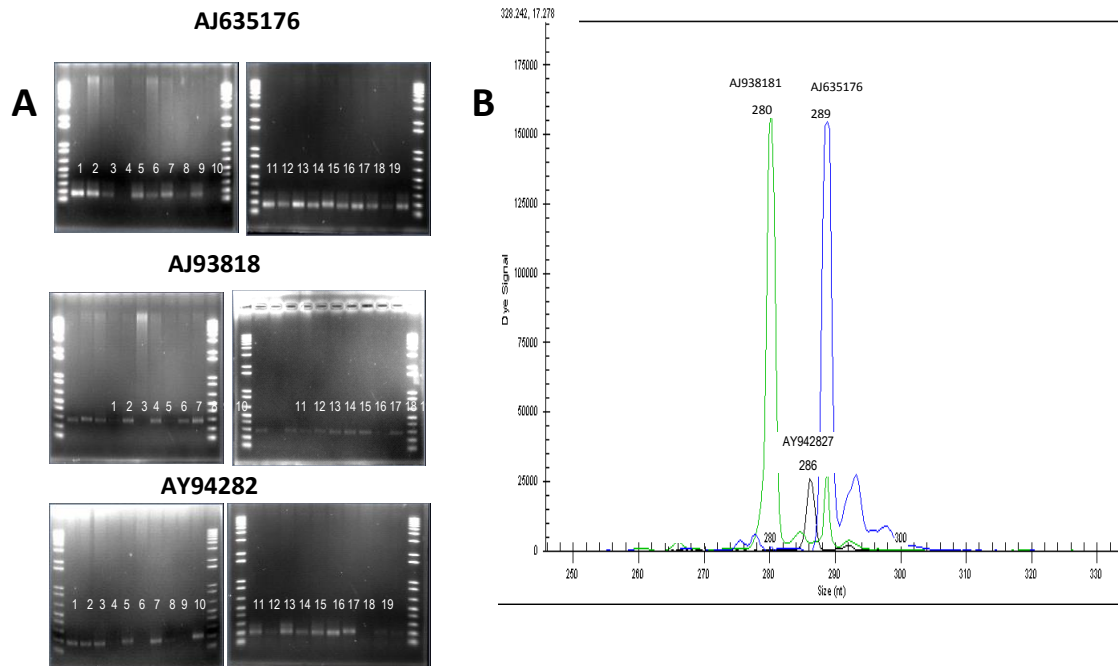 AJ635176
A
1 2 3 4 5 6 7 8 9 10
11 12 13 14 15 16 17 18 19
AJ93818
1 2 3 4 5 6 7 8 10
11 12 13 14 15 16 17 18 1
AY94282
1 2 3 4 5 6 7 8 9 10
11 12 13 14 15 16 17 18 19
B
328.242, 17.278
175000
150000
125000
100000
75000
50000
25000
0
Dye Signal
AJ938181
280
AJ635176
289
AY942827
286
280
300
250 260 270 280 290 300 310 320 330
Size (nt)